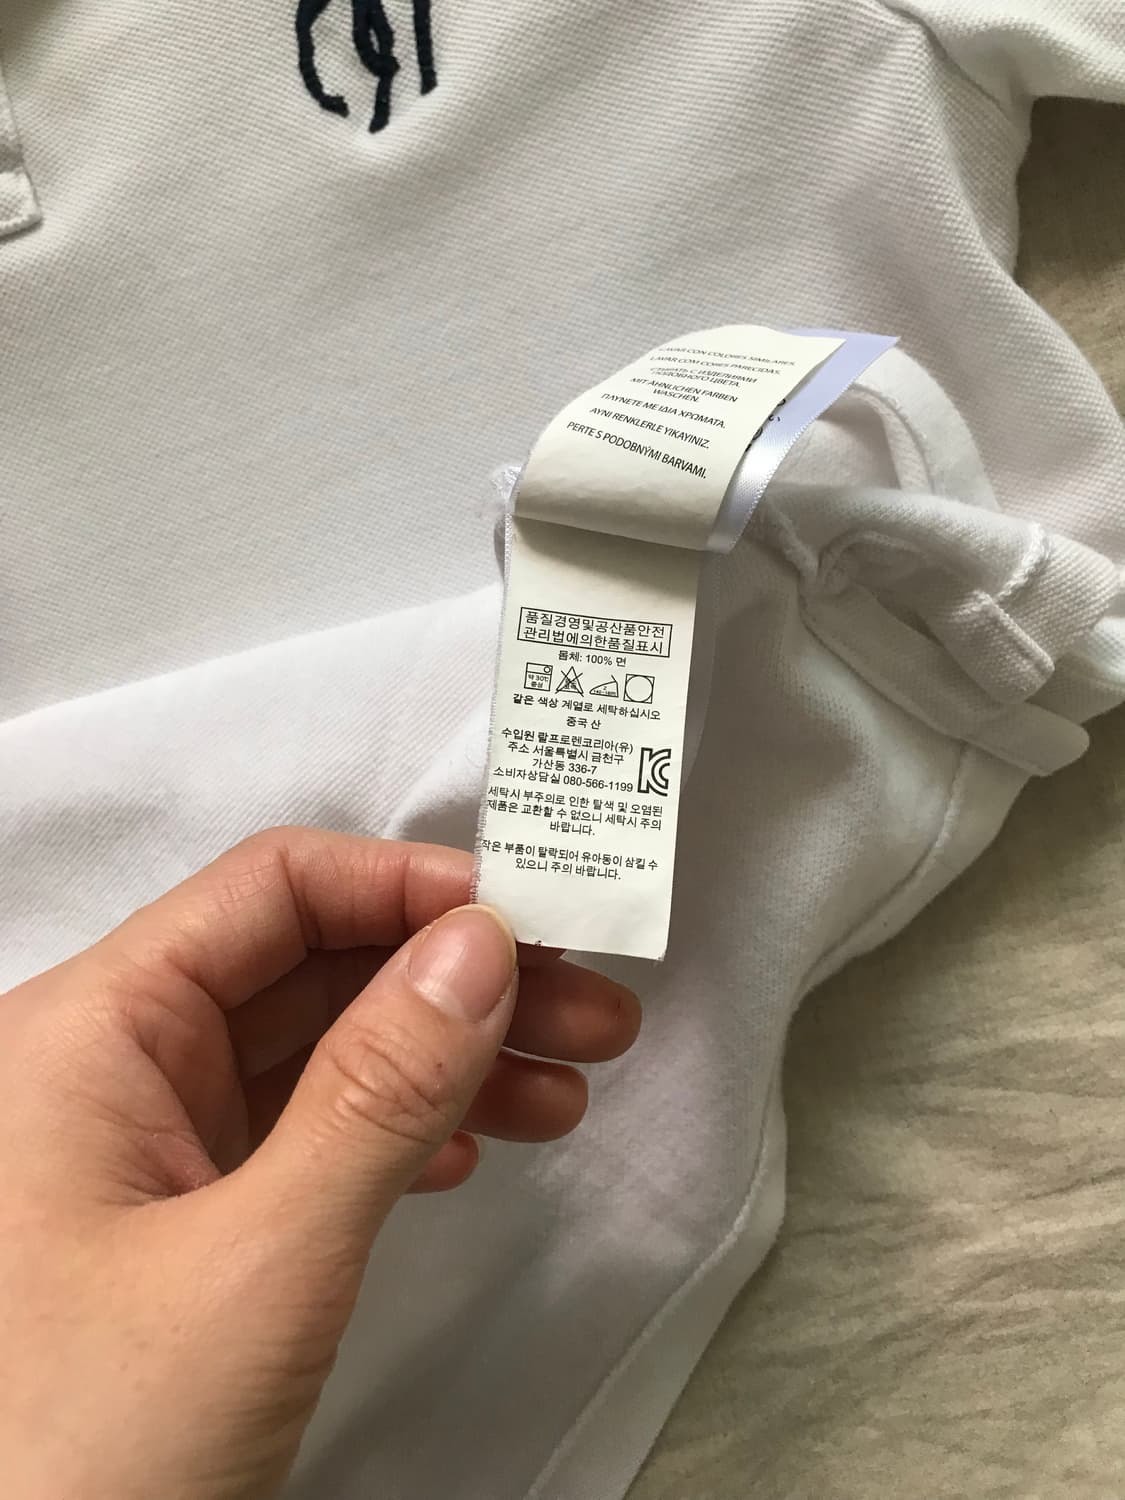 LAVAR CON COLORES SIMILARES.
LAVAR COM CORES PARECIDAS.
СТИРАТЬ С ИЗДЕЛИЯМИ
ПОДОБНОГО ЦВЕТА.
MIT ÄHNLICHEN FARBEN
WASCHEN.
ΠΛΥΝΕΤΕ ΜΕ ΙΔΙΑ ΧΡΩΜΑΤΑ.
AYNI RENKLERLE YIKAYINIZ.
PERTE S PODOBNÝMI BARVAMI.
품질경영및공산품안전
관리법에의한품질표시
몸체: 100% 면
약 30℃
중성
같은 색상 계열로 세탁하십시오
중국 산
수입원 랄프로렌코리아(유)
주소 서울특별시 금천구
가산동 336-7
소비자상담실 080-566-1199
세탁시 부주의로 인한 탈색 및 오염된
제품은 교환할 수 없으니 세탁시 주의
바랍니다.
작은 부품이 탈락되어 유아동이 삼킬 수
있으니 주의 바랍니다.